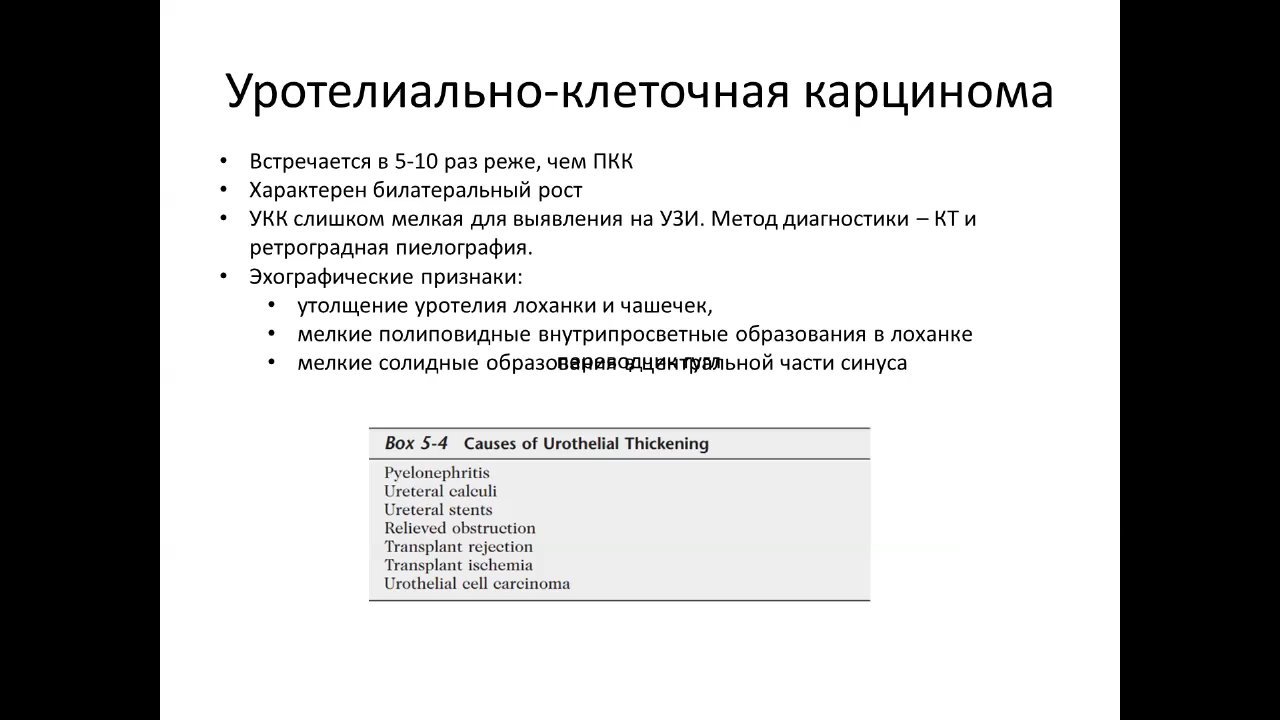 Уротелиально-клеточная карцинома
• Встречается в 5-10 раз реже, чем ПКК
• Характерен билатеральный рост
• УКК слишком мелкая для выявления на УЗИ. Метод диагностики – КТ и
ретроградная пиелография.
• Эхографические признаки:
• утолщение уротелия лоханки и чашечек,
• мелкие полиповидные внутрипросветные образования в лоханке
• мелкие солидные образования в центральной части синуса
переводчик гугл
Box 5-4 Causes of Urothelial Thickening
Pyelonephritis
Ureteral calculi
Ureteral stents
Relieved obstruction
Transplant rejection
Transplant ischemia
Urothelial cell carcinoma